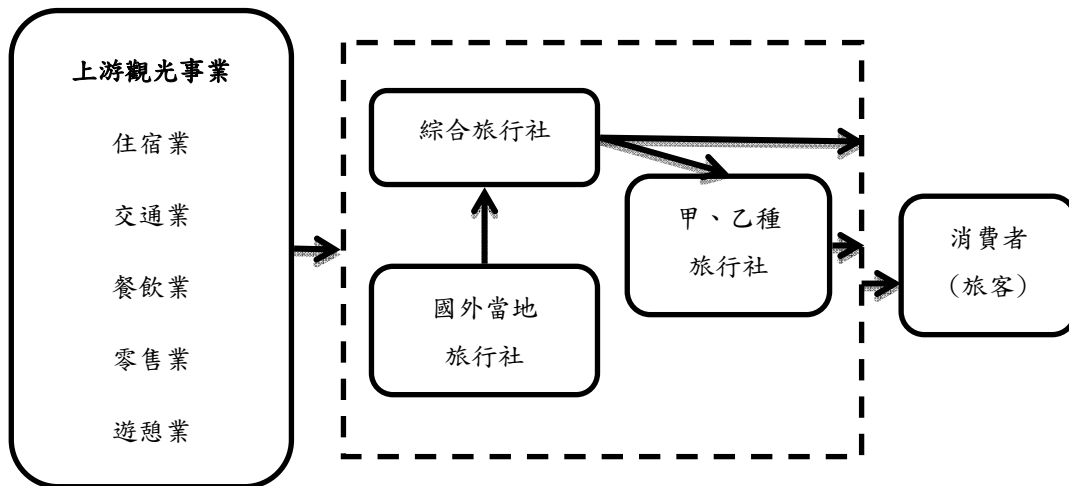 上游觀光事業
住宿業
交通業
餐飲業
零售業
遊憩業
綜合旅行社
國外當地
旅行社
甲、乙種
旅行社
消費者
（旅客）